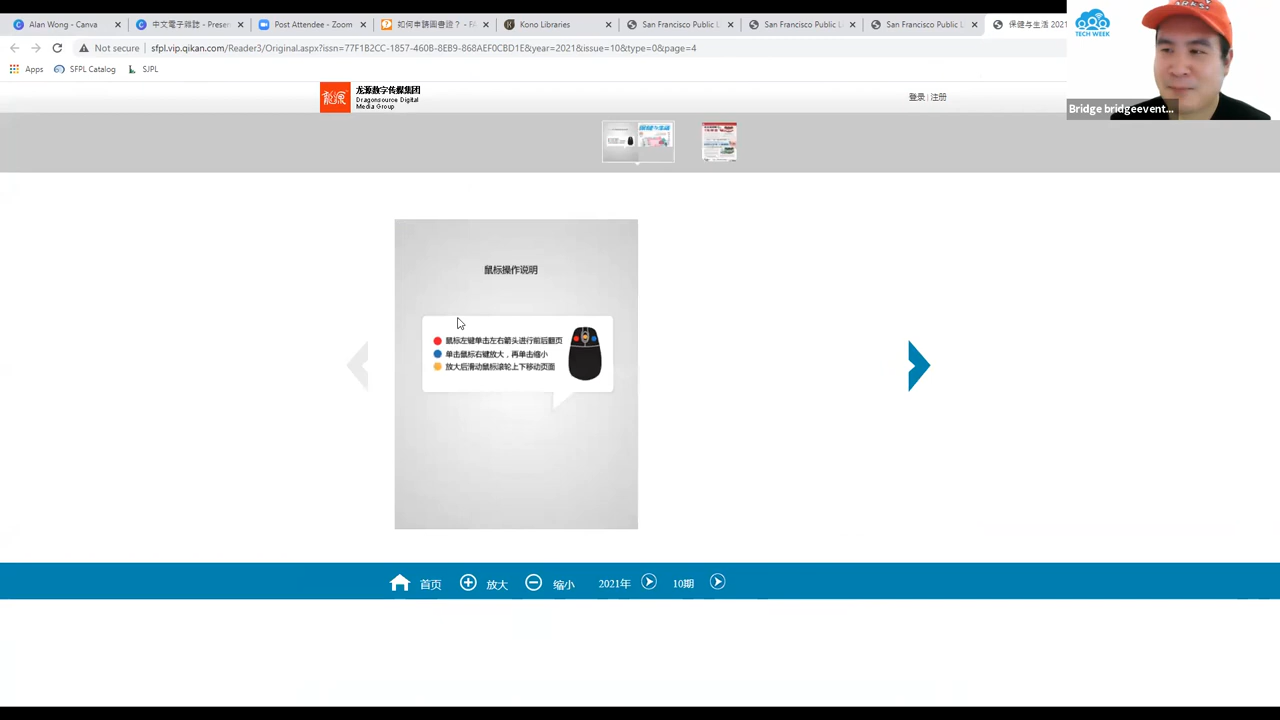 Alan Wong - Canva
中文電子雜誌 - Presen
Post Attendee - Zoom
如何申請圖書證？ - Fi
Kono Libraries
San Francisco Public L
San Francisco Public L
San Francisco Public L
保健与生活 2021
TECH WEEK
Not secure
sfpl.vip.qikan.com/Reader3/Original.aspx?issn=77F1B2CC-1857-460B-8EB9-868AEF0CBD1E&year=2021&issue=10&type=0&page=4
Apps
SFPL Catalog
SJPL
龙源
龙源数字传媒集团
Dragonsource Digital
Media Group
登录 | 注册
Bridge bridgeevent...
鼠标操作说明
鼠标左键单击左右箭头进行前后翻页
单击鼠标右键放大，再单击缩小
放大后滑动鼠标滚轮上下移动页面
首页
放大
缩小
2021年
10期